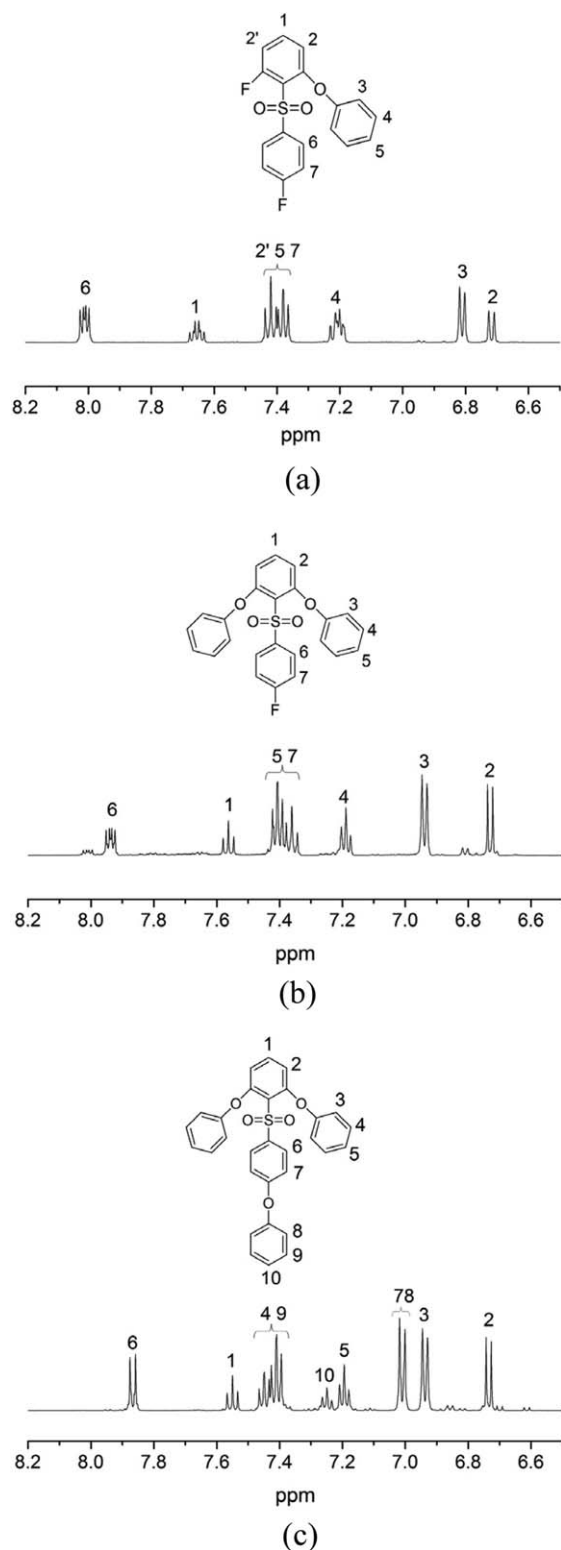 1
2' 2
F O 3
O=S=O 4
6 5
7
F
2' 5 7
6 1 4 3 2
8.2 8.0 7.8 7.6 7.4 7.2 7.0 6.8 6.6
ppm
(a)
1
2
O O 3
O=S=O 4
6 5
7
F
5 7
6 1 4 3 2
8.2 8.0 7.8 7.6 7.4 7.2 7.0 6.8 6.6
ppm
(b)
1
2
O O 3
O=S=O 4
6 5
7
O
8
9
10
4 9 78
6 1 10 5 3 2
8.2 8.0 7.8 7.6 7.4 7.2 7.0 6.8 6.6
ppm
(c)